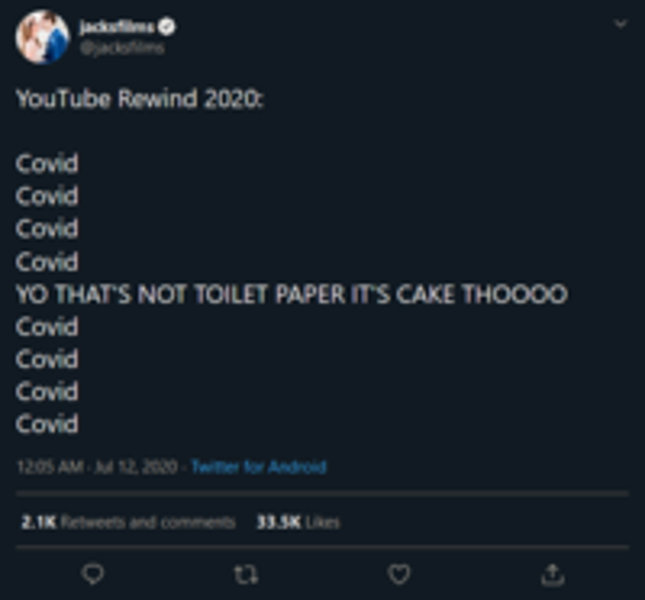 jacksfilms
@jacksfilms
YouTube Rewind 2020:
Covid
Covid
Covid
Covid
YO THAT'S NOT TOILET PAPER IT'S CAKE THOOOO
Covid
Covid
Covid
Covid
12:05 AM · Jul 12, 2020 · Twitter for Android
2.1K Retweets and comments 33.5K Likes